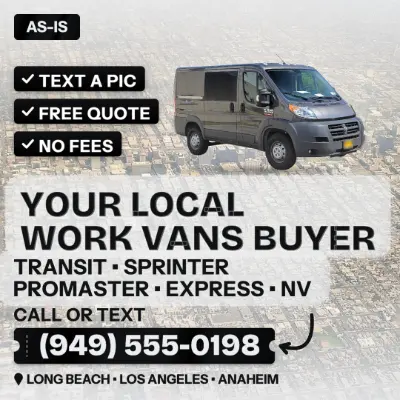 AS-IS
TEXT A PIC
FREE QUOTE
NO FEES
YOUR LOCAL
WORK VANS BUYER
TRANSIT • SPRINTER
PROMASTER • EXPRESS • NV
CALL OR TEXT
(949) 555-0198
LONG BEACH • LOS ANGELES • ANAHEIM